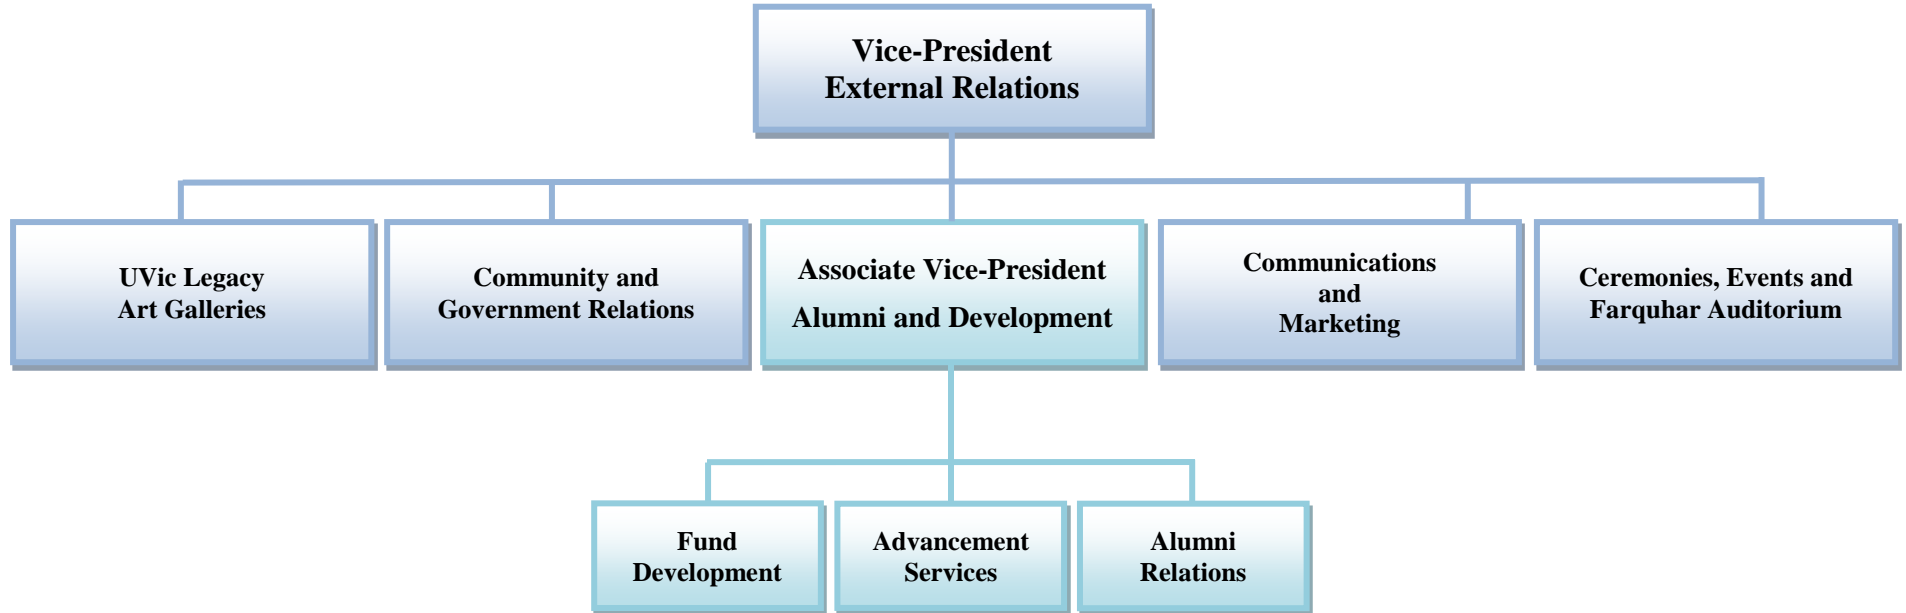 Vice-President
External Relations
UVic Legacy
Art Galleries
Community and
Government Relations
Associate Vice-President
Alumni and Development
Communications
and
Marketing
Ceremonies, Events and
Farquhar Auditorium
Fund
Development
Advancement
Services
Alumni
Relations